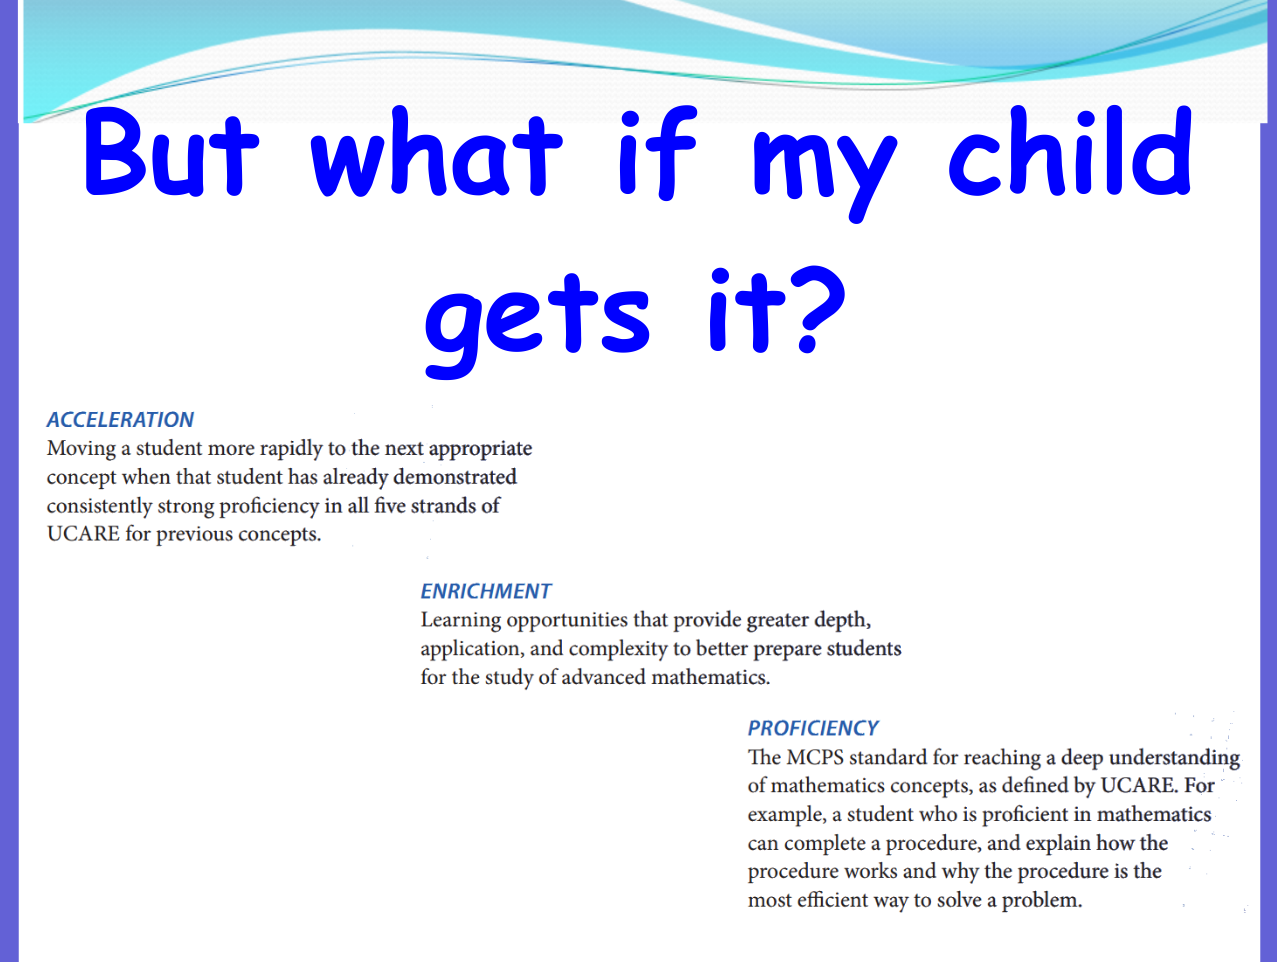 But what if my child
gets it?
ACCELERATION
Moving a student more rapidly to the next appropriate
concept when that student has already demonstrated
consistently strong proficiency in all five strands of
UCARE for previous concepts.
ENRICHMENT
Learning opportunities that provide greater depth,
application, and complexity to better prepare students
for the study of advanced mathematics.
PROFICIENCY
The MCPS standard for reaching a deep understanding
of mathematics concepts, as defined by UCARE. For
example, a student who is proficient in mathematics
can complete a procedure, and explain how the
procedure works and why the procedure is the
most efficient way to solve a problem.